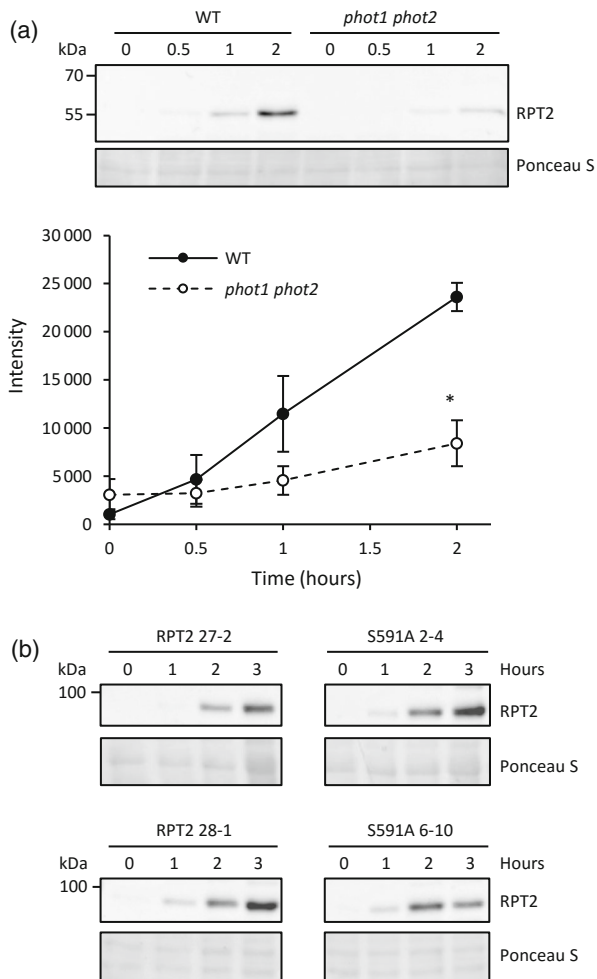 (a)
WT phot1 phot2
kDa 0 0.5 1 2 0 0.5 1 2
70
55
RPT2
Ponceau S
30 000
25 000
20 000
15 000
10 000
5000
0
Intensity
WT
phot1 phot2
*
0 0.5 1 1.5 2
Time (hours)
(b)
RPT2 27-2 S591A 2-4
kDa 0 1 2 3 0 1 2 3 Hours
100
RPT2
Ponceau S
RPT2 28-1 S591A 6-10
kDa 0 1 2 3 0 1 2 3 Hours
100
RPT2
Ponceau S